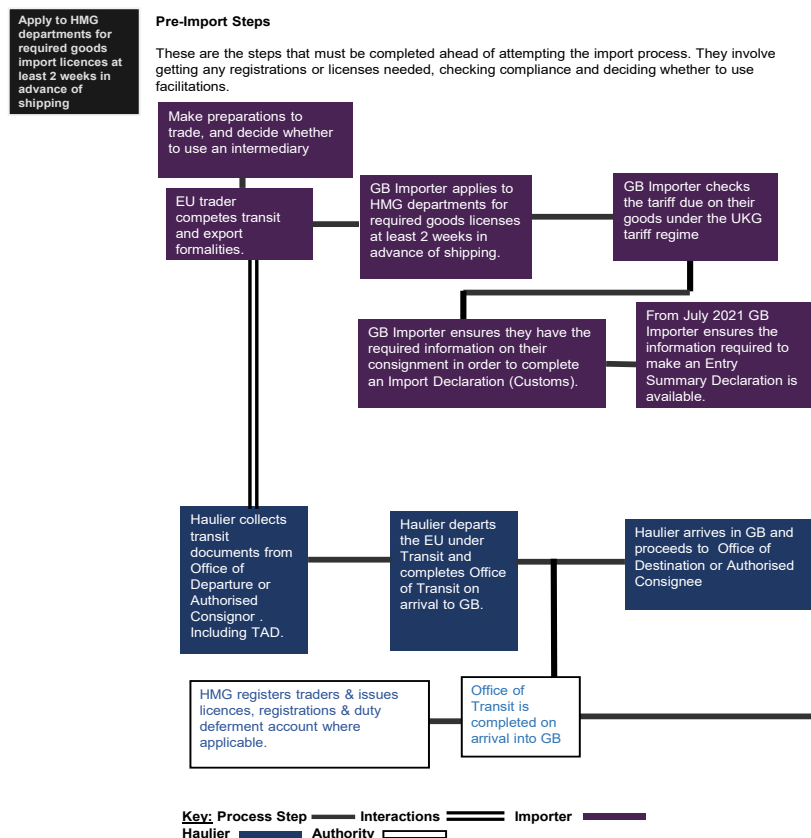 Apply to HMG
departments for
required goods
import licences at
least 2 weeks in
advance of
shipping
Pre-Import Steps
These are the steps that must be completed ahead of attempting the import process. They involve
getting any registrations or licenses needed, checking compliance and deciding whether to use
facilitations.
Make preparations to
trade, and decide whether
to use an intermediary
EU trader
competes transit
and export
formalities.
GB Importer applies to
HMG departments for
required goods licenses
at least 2 weeks in
advance of shipping.
GB Importer checks
the tariff due on their
goods under the UKG
tariff regime
GB Importer ensures they have the
required information on their
consignment in order to complete
an Import Declaration (Customs).
From July 2021 GB
Importer ensures the
information required to
make an Entry
Summary Declaration is
available.
Haulier collects
transit
documents from
Office of
Departure or
Authorised
Consignor .
Including TAD.
Haulier departs
the EU under
Transit and
completes Office
of Transit on
arrival to GB.
Haulier arrives in GB and
proceeds to Office of
Destination or Authorised
Consignee
HMG registers traders & issues
licences, registrations & duty
deferment account where
applicable.
Office of
Transit is
completed on
arrival into GB
Key: Process Step Interactions Importer
Haulier Authority